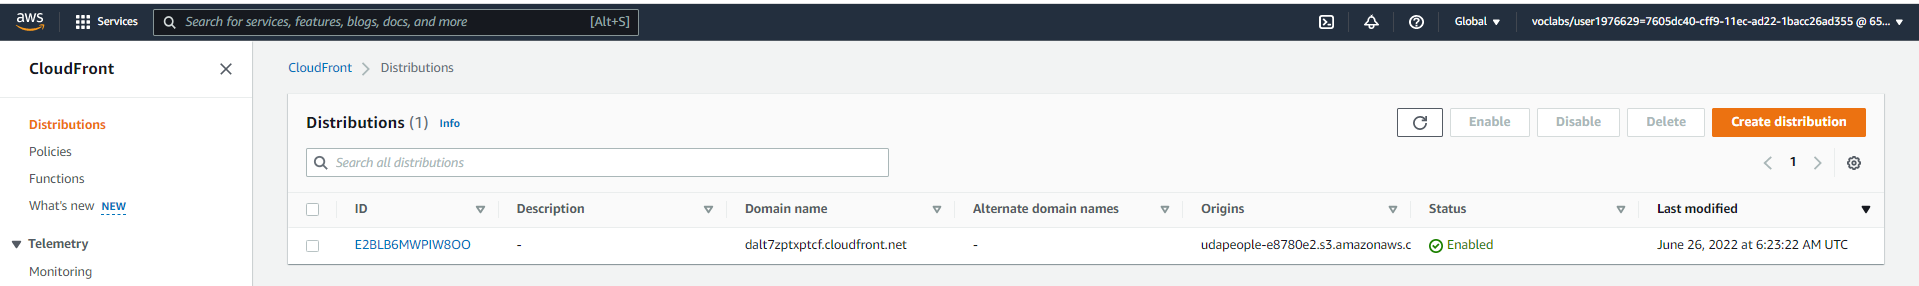 aws Services Search for services, features, blogs, docs, and more [Alt+S] Global voclabs/user1976629=7605dc40-cff9-11ec-ad22-1bacc26ad355 @ 65...
CloudFront
Distributions
Policies
Functions
What's new NEW
Telemetry
Monitoring
CloudFront > Distributions
Distributions (1) Info
Enable Disable Delete Create distribution
Search all distributions
1
ID Description Domain name Alternate domain names Origins Status Last modified
E2BLB6MWPIW8OO - dalt7zptxptcf.cloudfront.net - udapeople-e8780e2.s3.amazonaws.c Enabled June 26, 2022 at 6:23:22 AM UTC